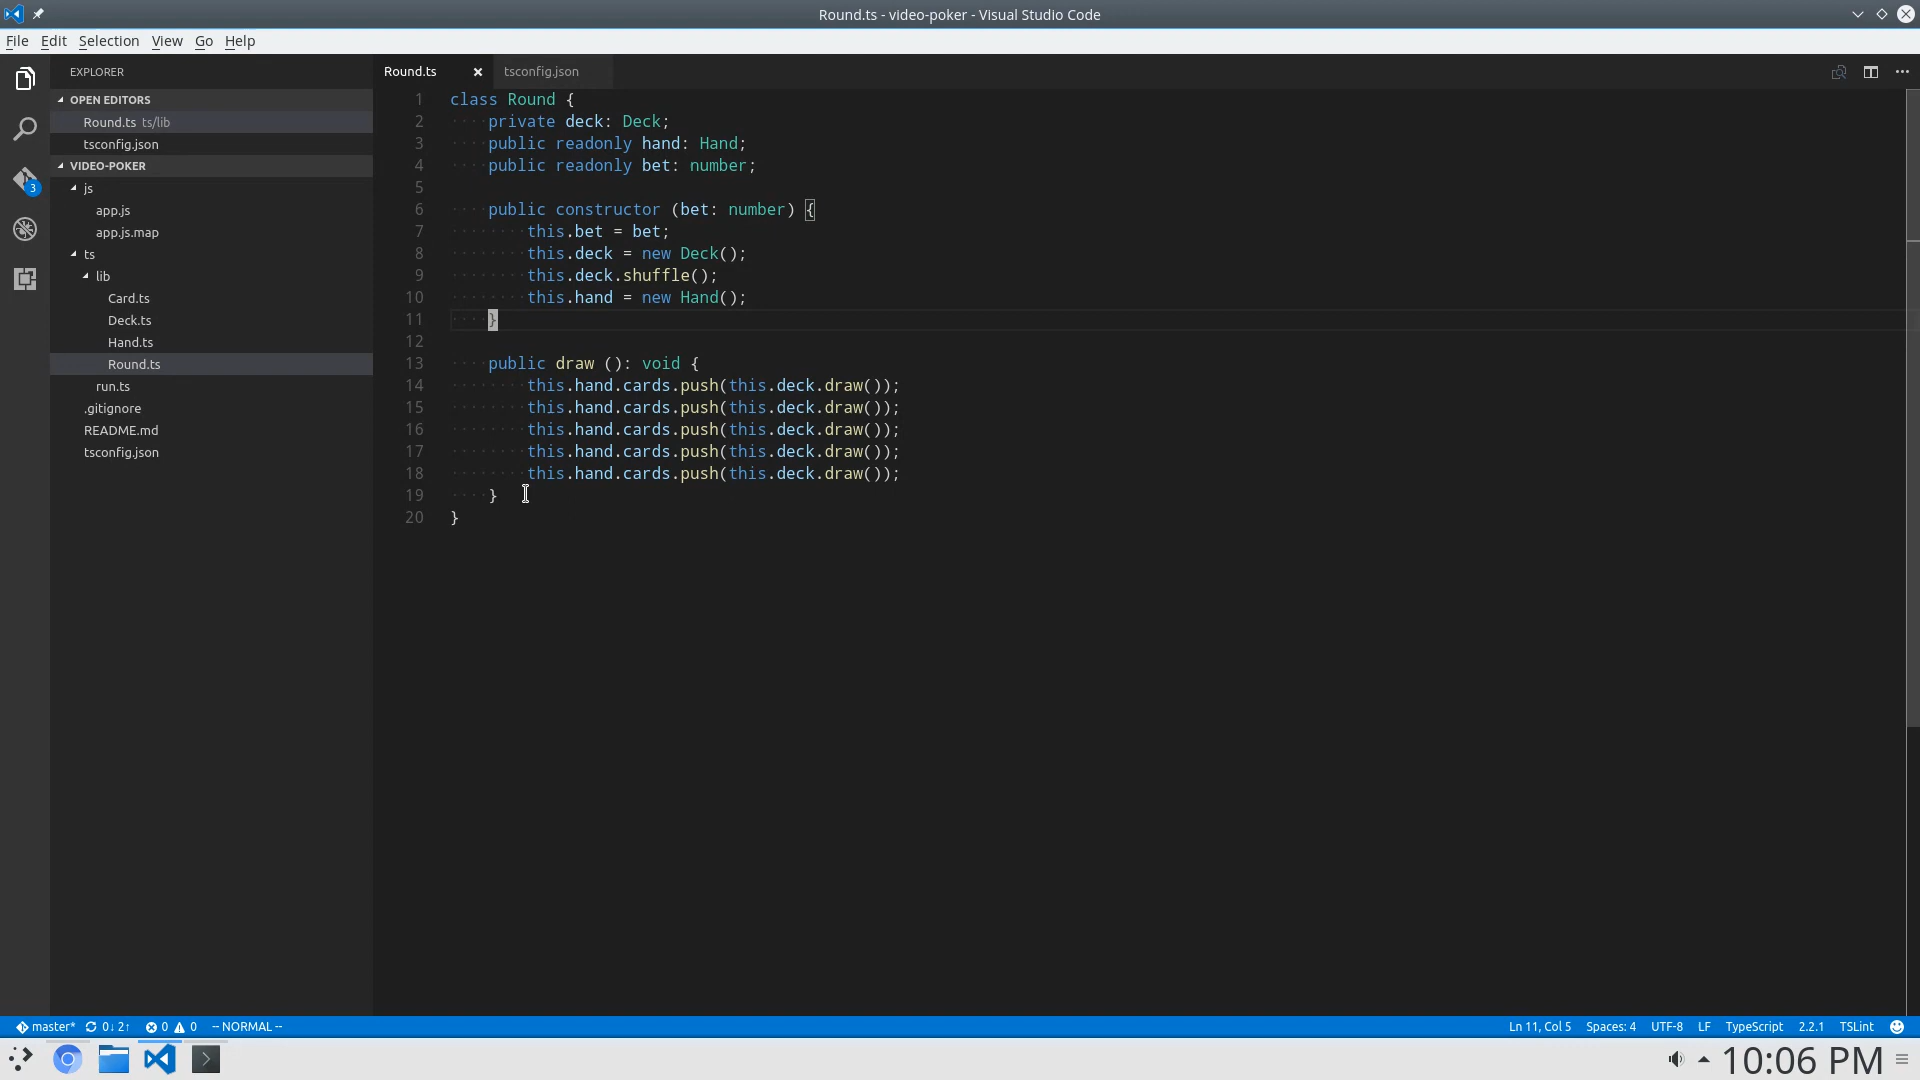 Round.ts - video-poker - Visual Studio Code
File Edit Selection View Go Help
EXPLORER
OPEN EDITORS
Round.ts ts/lib
tsconfig.json
VIDEO-POKER
js
app.js
app.js.map
ts
lib
Card.ts
Deck.ts
Hand.ts
Round.ts
run.ts
.gitignore
README.md
tsconfig.json
3
Round.ts tsconfig.json
1 class Round {
2 ····private deck: Deck;
3 ····public readonly hand: Hand;
4 ····public readonly bet: number;
5
6 ····public constructor (bet: number) {
7 ········this.bet = bet;
8 ········this.deck = new Deck();
9 ········this.deck.shuffle();
10 ········this.hand = new Hand();
11 ····}
12
13 ····public draw (): void {
14 ········this.hand.cards.push(this.deck.draw());
15 ········this.hand.cards.push(this.deck.draw());
16 ········this.hand.cards.push(this.deck.draw());
17 ········this.hand.cards.push(this.deck.draw());
18 ········this.hand.cards.push(this.deck.draw());
19 ····}
20 }
master* 0↓ 2↑ 0 0 -- NORMAL -- Ln 11, Col 5 Spaces: 4 UTF-8 LF TypeScript 2.2.1 TSLint
10:06 PM